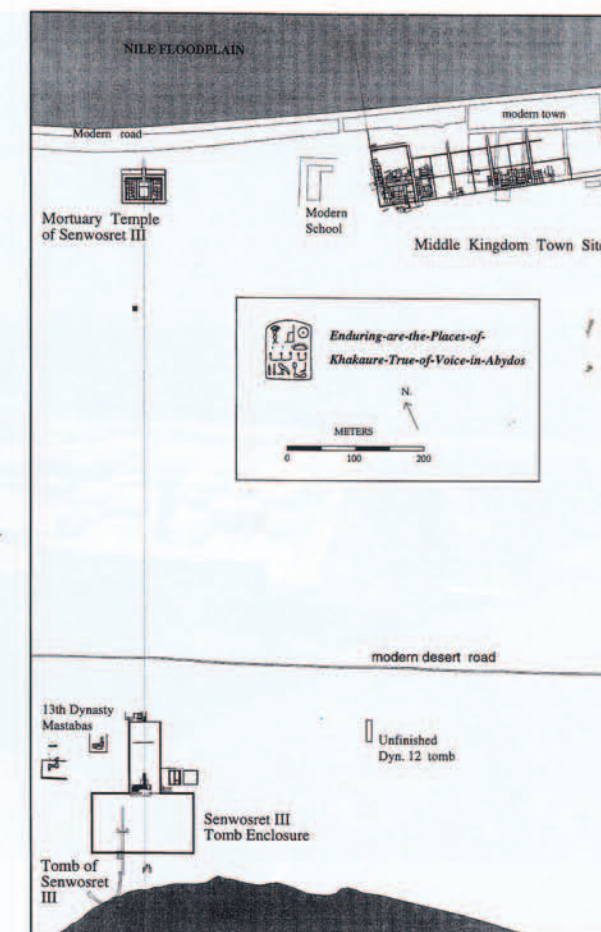 NILE FLOODPLAIN
modern town
Modern road
Mortuary Temple
of Senwosret III
Modern
School
Middle Kingdom Town Site
Enduring-are-the-Places-of-
Khakaure-True-of-Voice-in-Abydos
N.
METERS
0 100 200
modern desert road
13th Dynasty
Mastabas
Unfinished
Dyn. 12 tomb
Senwosret III
Tomb Enclosure
Tomb of
Senwosret
III